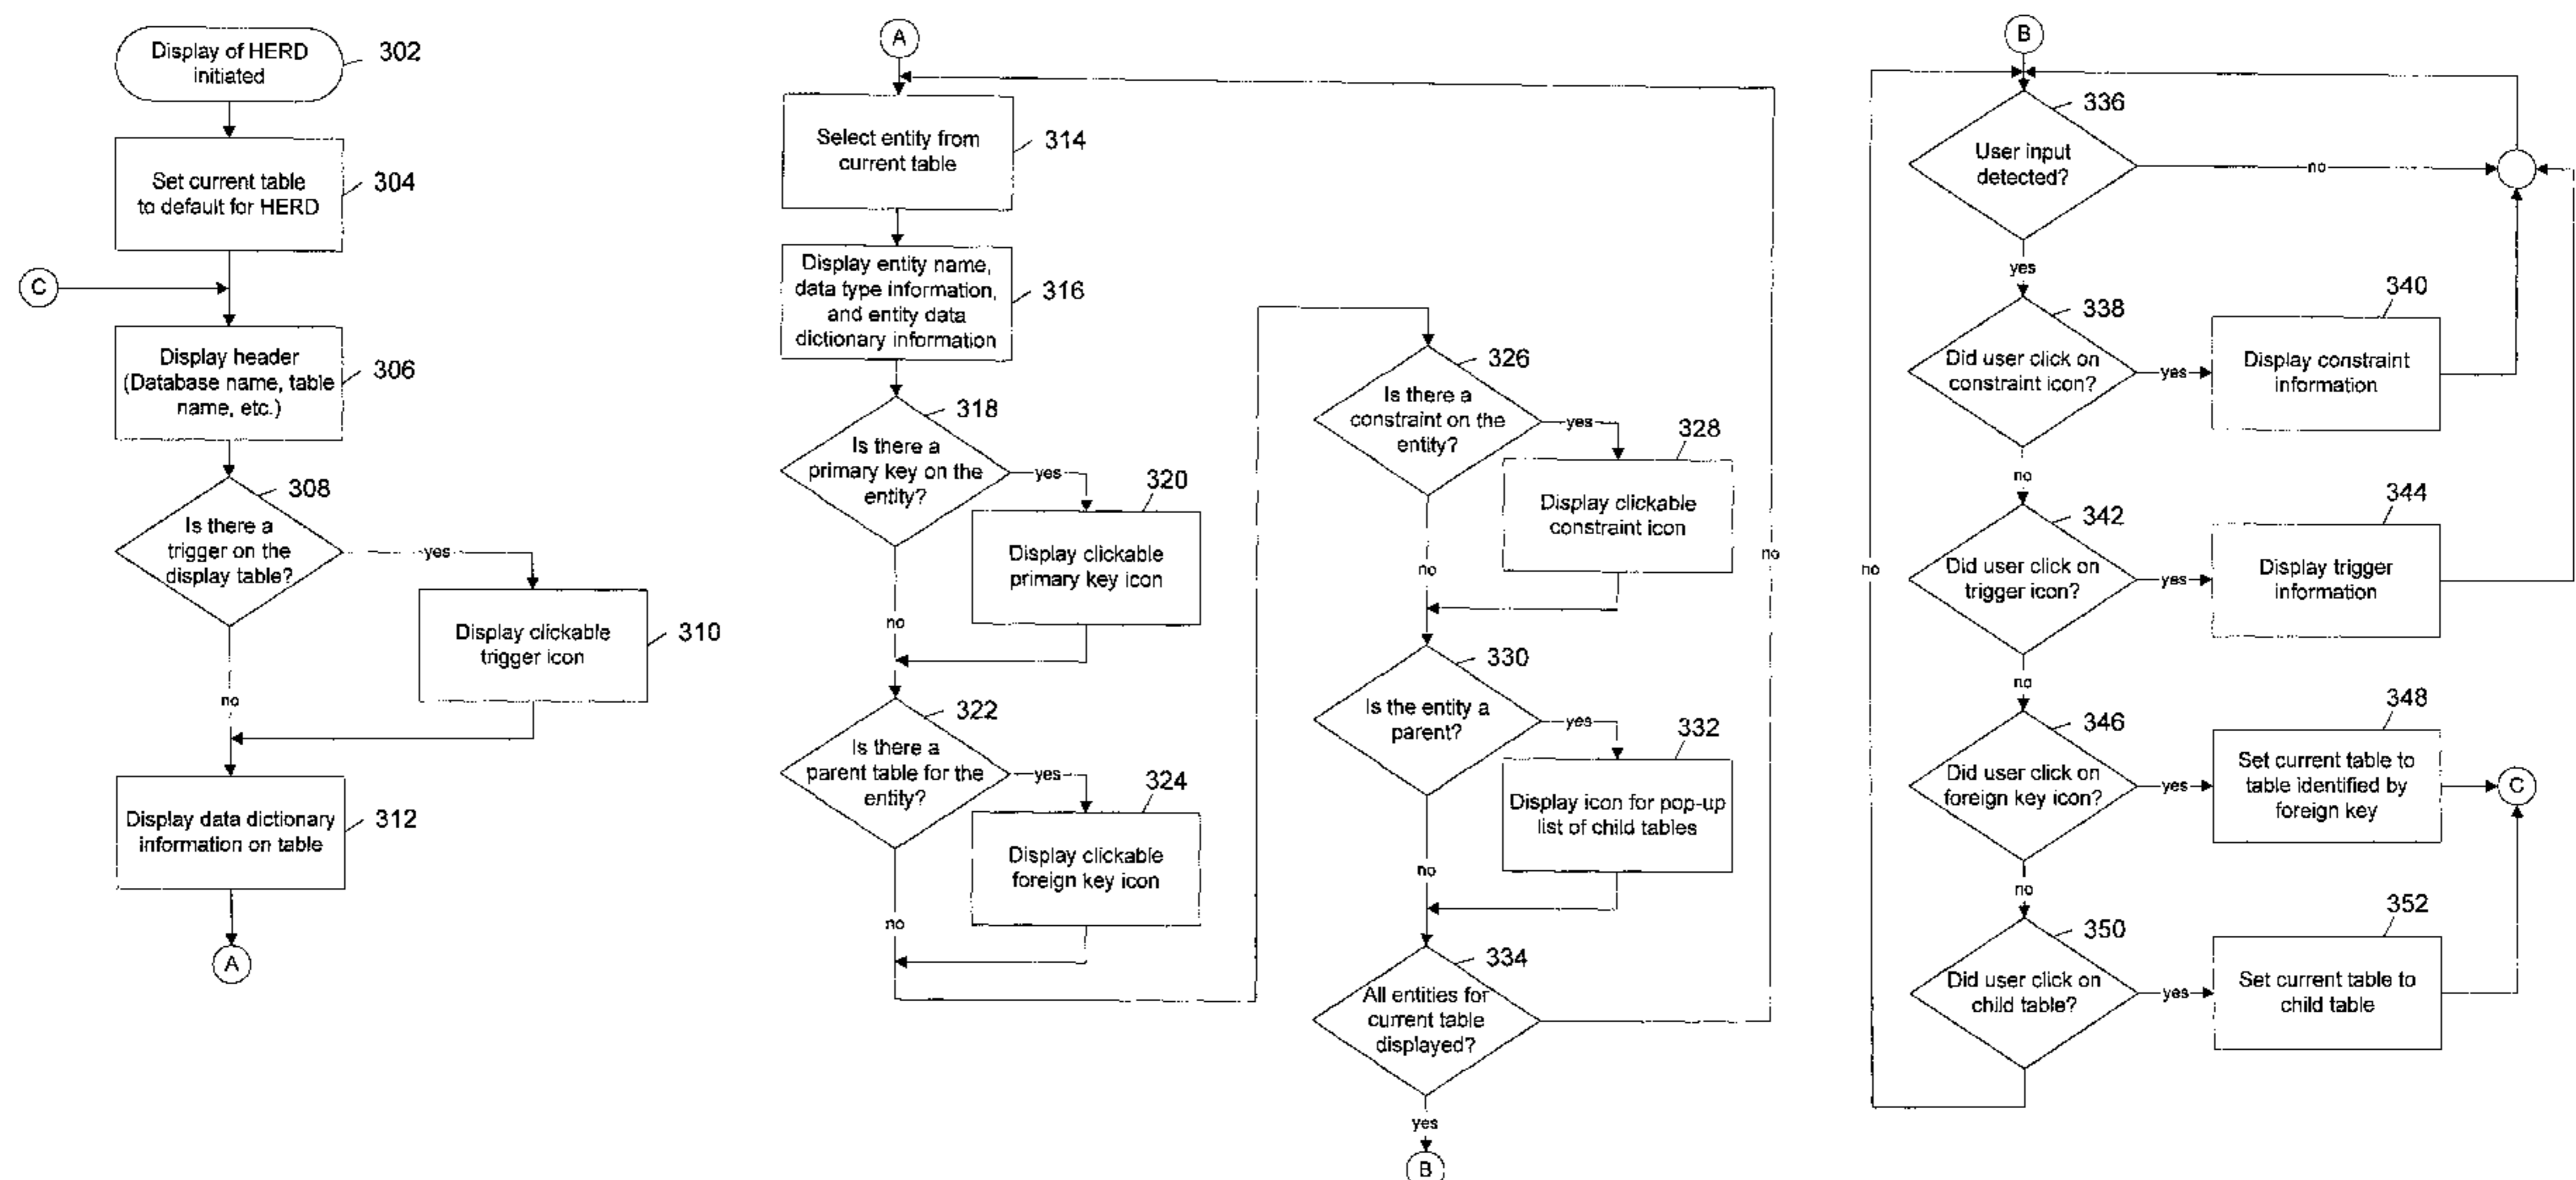 Display of HERD
initiated
302
Set current table
to default for HERD
304
C
Display header
(Database name, table
name, etc.)
306
308
Is there a
trigger on the
display table?
yes
Display clickable
trigger icon
310
no
Display data dictionary
information on table
312
A
A
Select entity from
current table
314
Display entity name,
data type information,
and entity data
dictionary information
316
318
Is there a
primary key on the
entity?
yes
320
Display clickable
primary key icon
no
322
Is there a
parent table for the
entity?
yes
324
Display clickable
foreign key icon
no
326
Is there a
constraint on the
entity?
yes
328
Display clickable
constraint icon
no
330
Is the entity a
parent?
yes
332
Display icon for pop-up
list of child tables
no
334
All entities for
current table
displayed?
no
yes
B
B
336
User input
detected?
no
yes
338
Did user click on
constraint icon?
yes
340
Display constraint
information
no
342
Did user click on
trigger icon?
yes
344
Display trigger
information
no
346
Did user click on
foreign key icon?
yes
348
Set current table to
table identified by
foreign key
C
no
350
Did user click on
child table?
yes
352
Set current table to
child table
no